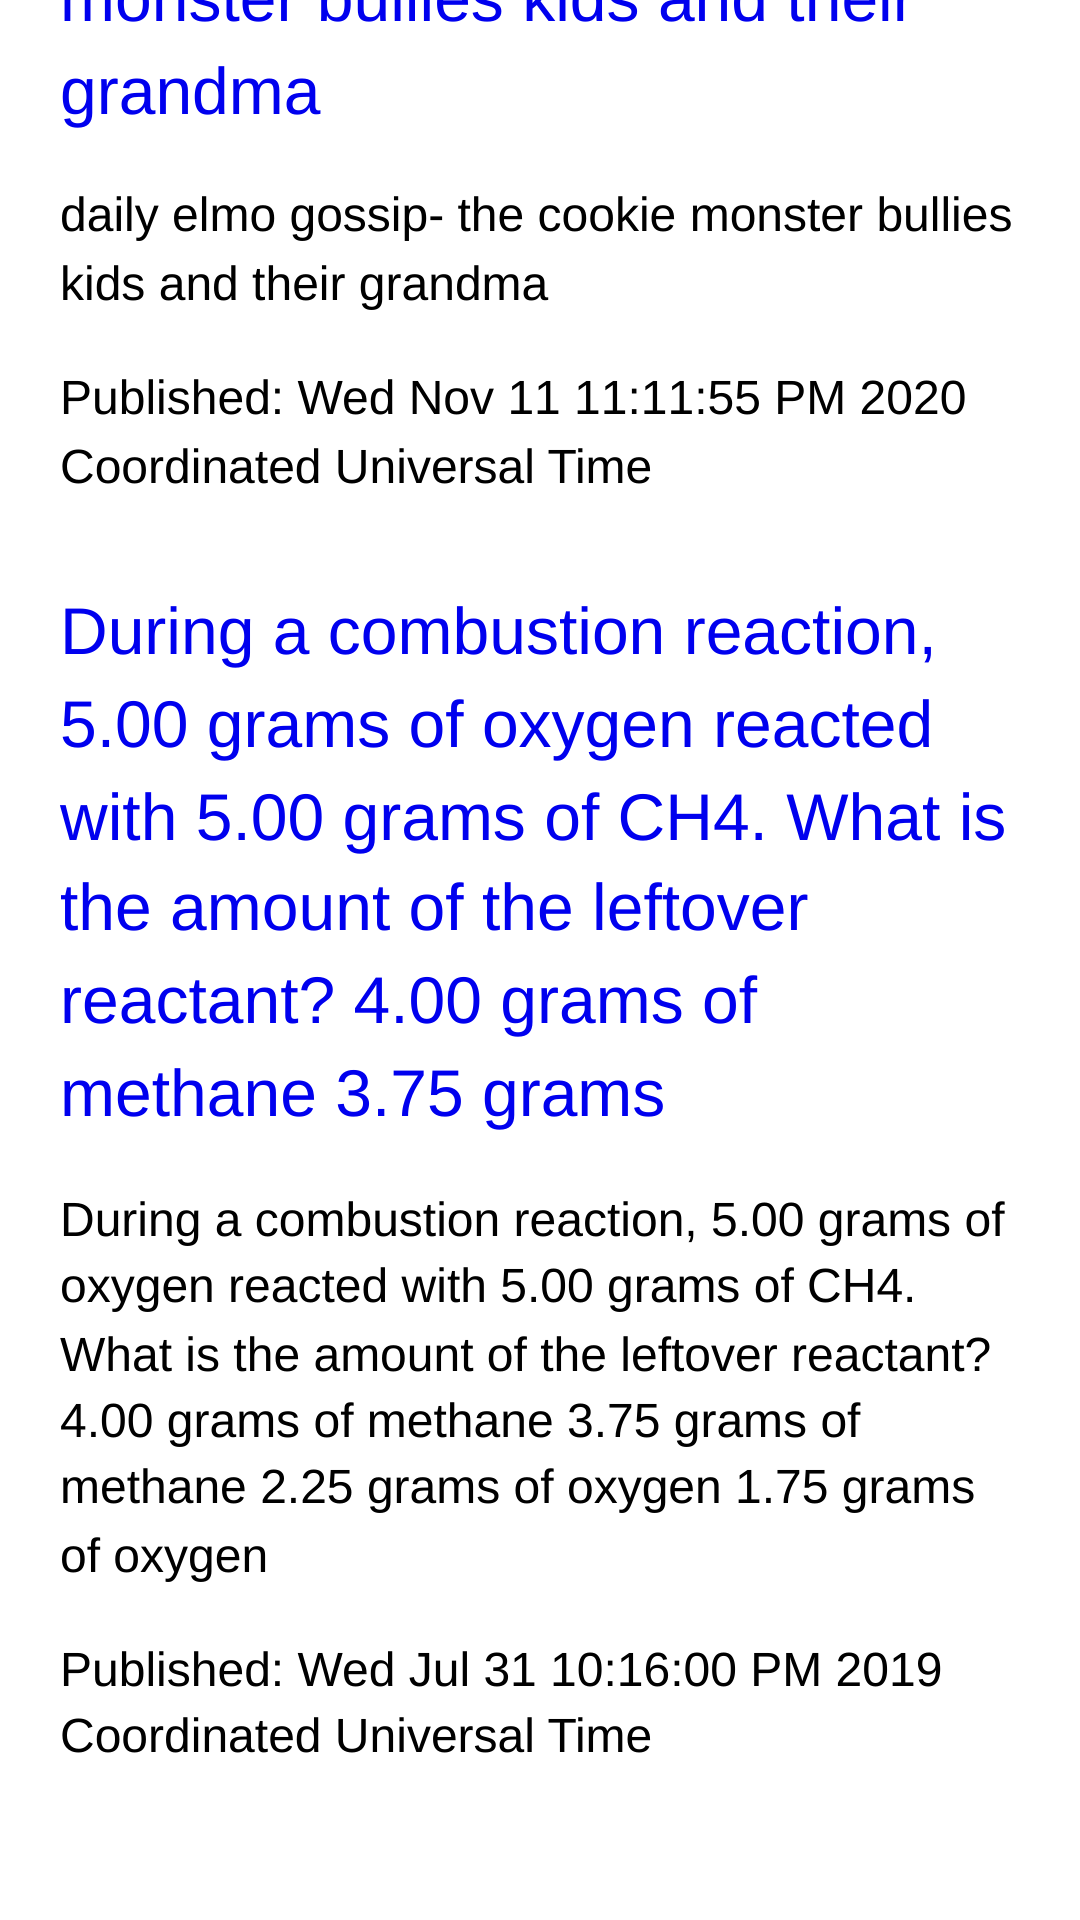 monster bullies kids and their
grandma
daily elmo gossip- the cookie monster bullies
kids and their grandma
Published: Wed Nov 11 11:11:55 PM 2020
Coordinated Universal Time
During a combustion reaction,
5.00 grams of oxygen reacted
with 5.00 grams of CH4. What is
the amount of the leftover
reactant? 4.00 grams of
methane 3.75 grams
During a combustion reaction, 5.00 grams of
oxygen reacted with 5.00 grams of CH4.
What is the amount of the leftover reactant?
4.00 grams of methane 3.75 grams of
methane 2.25 grams of oxygen 1.75 grams
of oxygen
Published: Wed Jul 31 10:16:00 PM 2019
Coordinated Universal Time